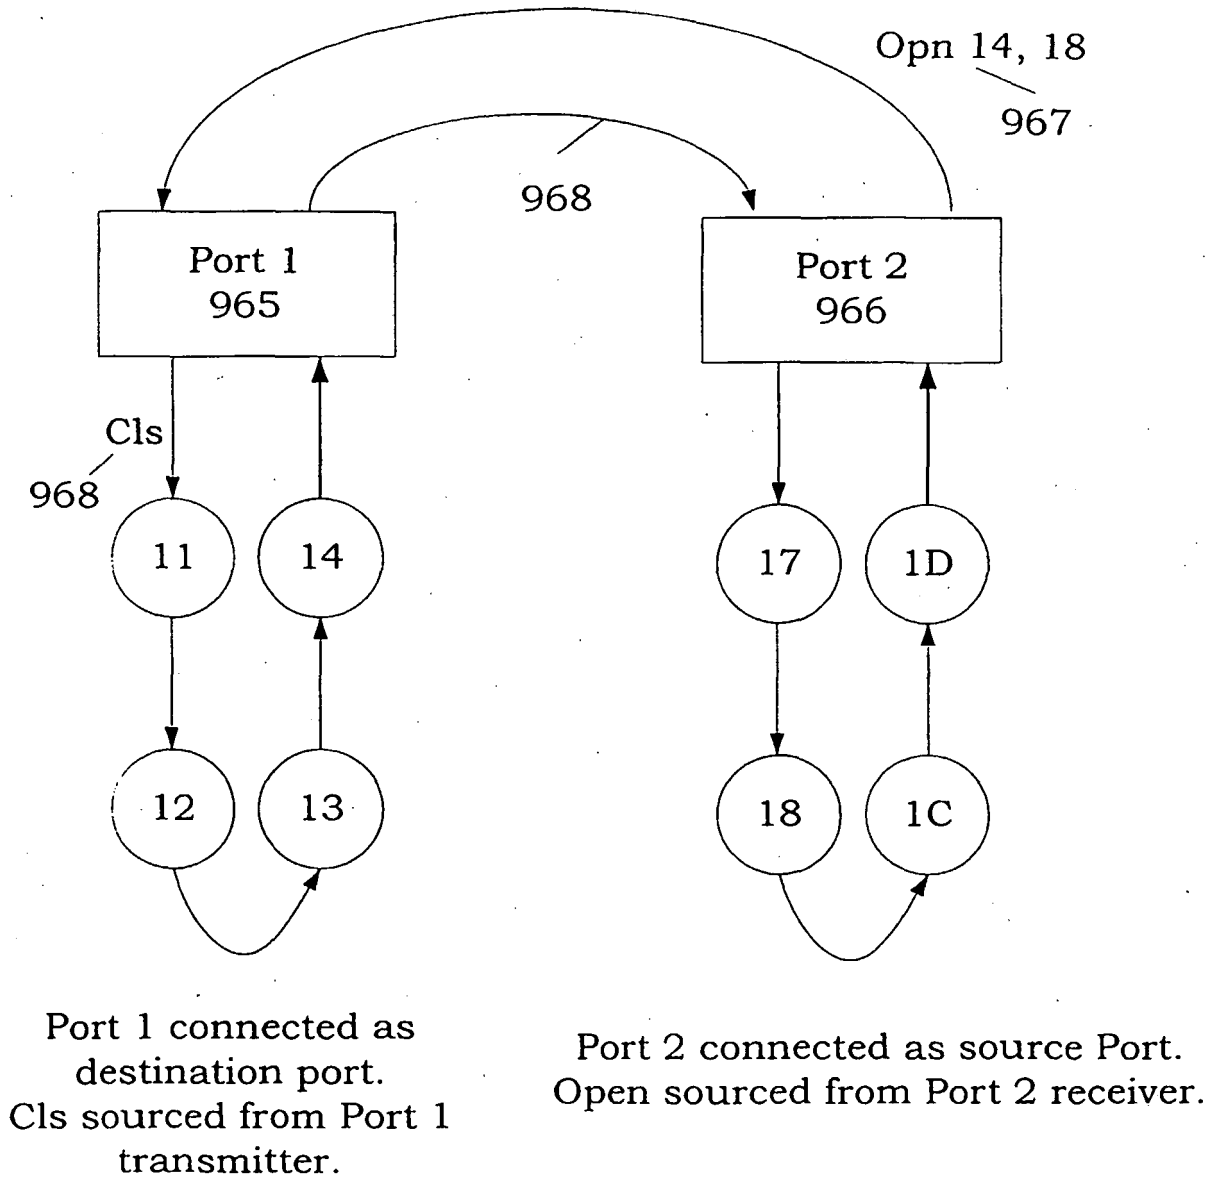 Opn 14, 18
967
968
Port 1
965
Port 2
966
Cls
968
11
14
17
1D
12
13
18
1C
Port 1 connected as
destination port.
Cls sourced from Port 1
transmitter.
Port 2 connected as source Port.
Open sourced from Port 2 receiver.